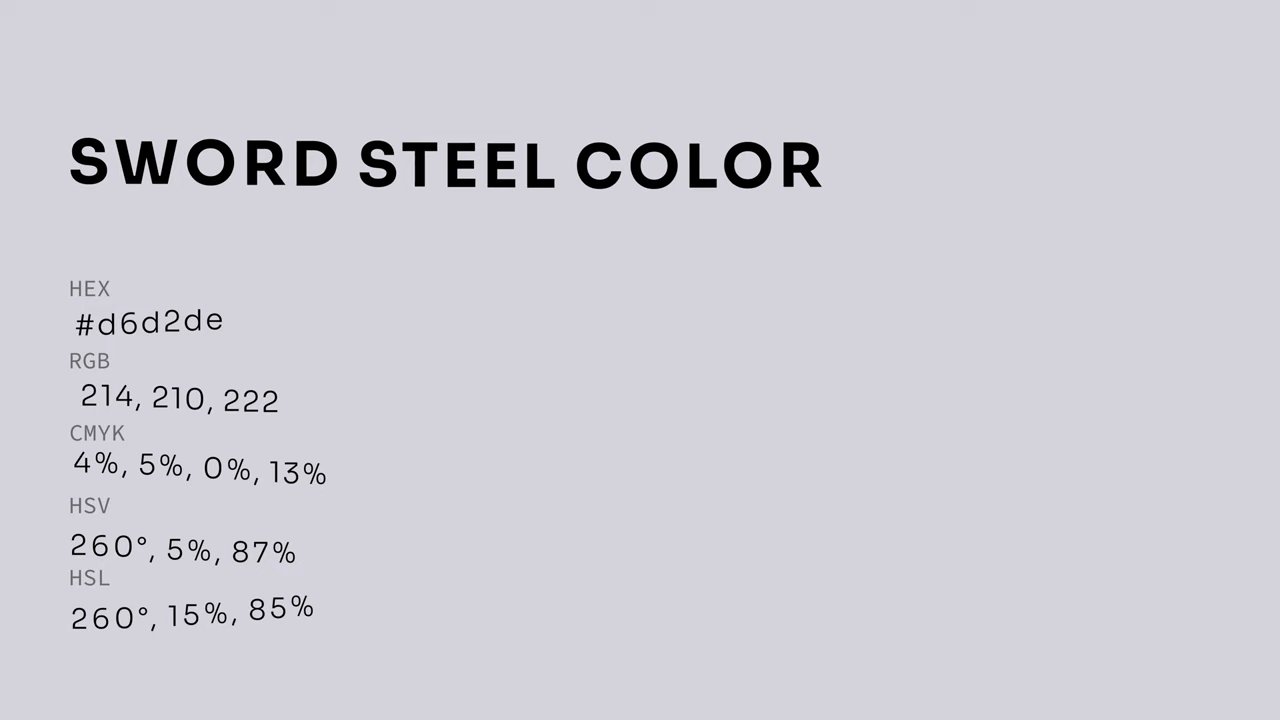 SWORD STEEL COLOR
HEX
#d6d2de
RGB
214, 210, 222
CMYK
4%, 5%, 0%, 13%
HSV
260°, 5%, 87%
HSL
260°, 15%, 85%